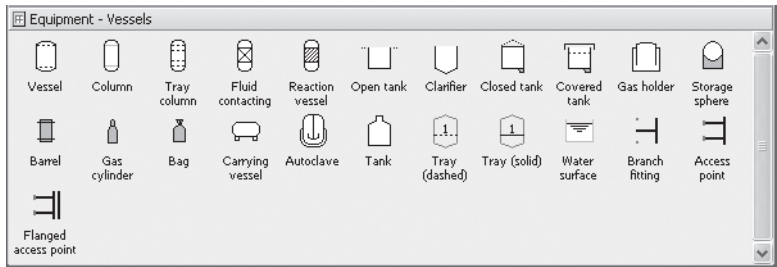 Equipment - Vessels
Vessel
Column
Tray
column
Fluid
contacting
Reaction
vessel
Open tank
Clarifier
Closed tank
Covered
tank
Gas holder
Storage
sphere
Barrel
Gas
cylinder
Bag
Carrying
vessel
Autoclave
Tank
1
Tray
(dashed)
1
Tray (solid)
Water
surface
Branch
fitting
Access
point
Flanged
access point